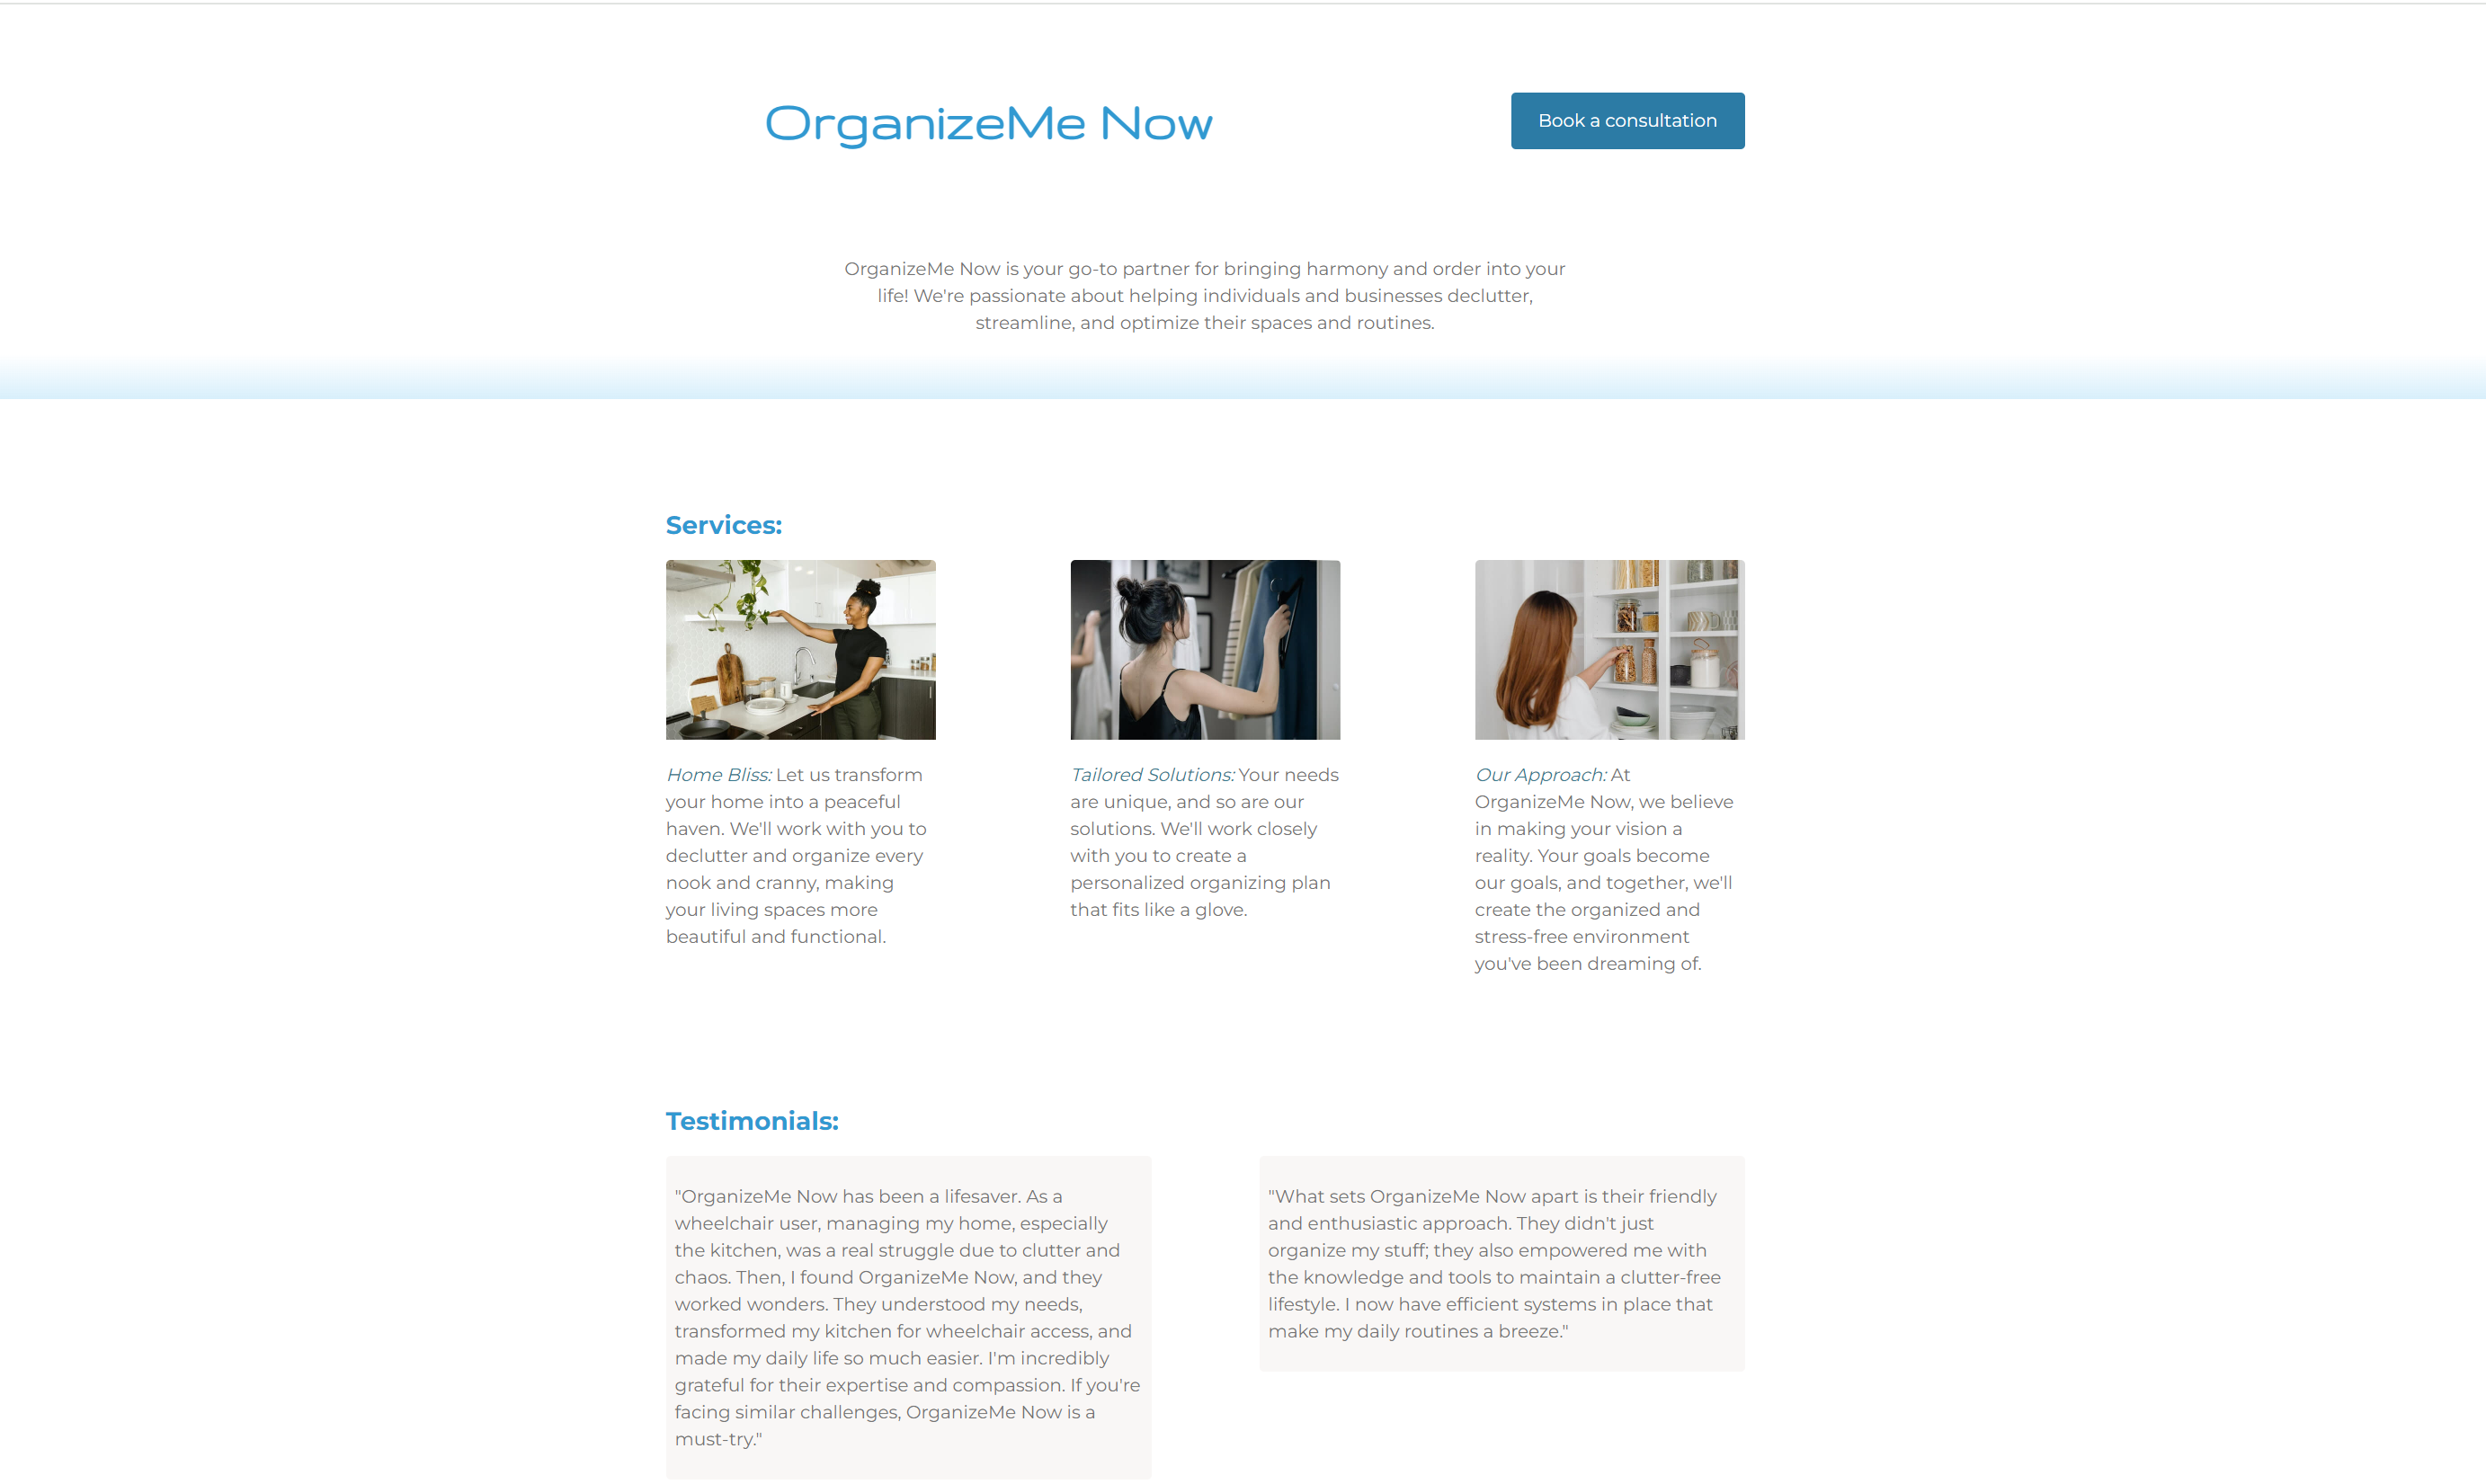 OrganizeMe Now
Book a consultation
OrganizeMe Now is your go-to partner for bringing harmony and order into your
life! We're passionate about helping individuals and businesses declutter,
streamline, and optimize their spaces and routines.
Services:
Home Bliss: Let us transform
your home into a peaceful
haven. We'll work with you to
declutter and organize every
nook and cranny, making
your living spaces more
beautiful and functional.
Tailored Solutions: Your needs
are unique, and so are our
solutions. We'll work closely
with you to create a
personalized organizing plan
that fits like a glove.
Our Approach: At
OrganizeMe Now, we believe
in making your vision a
reality. Your goals become
our goals, and together, we'll
create the organized and
stress-free environment
you've been dreaming of.
Testimonials:
"OrganizeMe Now has been a lifesaver. As a
wheelchair user, managing my home, especially
the kitchen, was a real struggle due to clutter and
chaos. Then, I found OrganizeMe Now, and they
worked wonders. They understood my needs,
transformed my kitchen for wheelchair access, and
made my daily life so much easier. I'm incredibly
grateful for their expertise and compassion. If you're
facing similar challenges, OrganizeMe Now is a
must-try."
"What sets OrganizeMe Now apart is their friendly
and enthusiastic approach. They didn't just
organize my stuff; they also empowered me with
the knowledge and tools to maintain a clutter-free
lifestyle. I now have efficient systems in place that
make my daily routines a breeze."